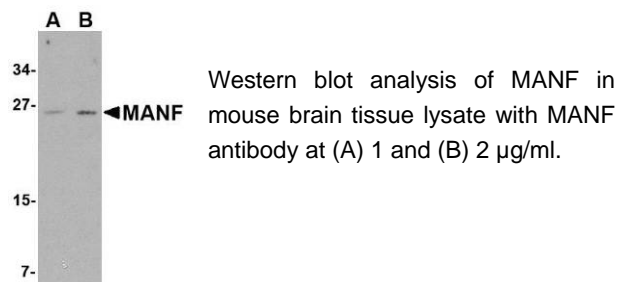 A B
34-
27-
◄MANF
15-
7-
Western blot analysis of MANF in
mouse brain tissue lysate with MANF
antibody at (A) 1 and (B) 2 µg/ml.